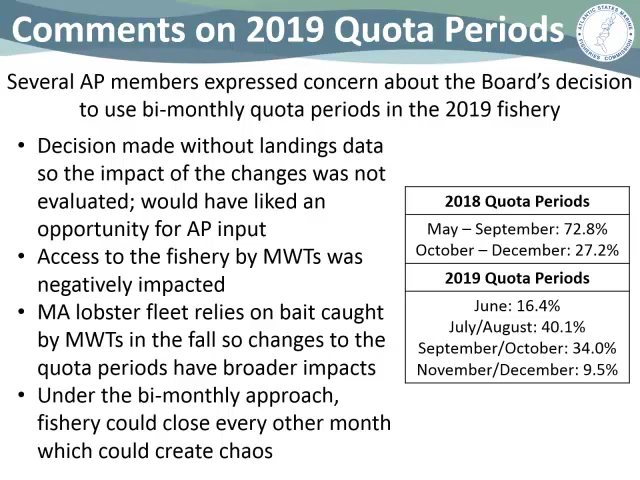 Comments on 2019 Quota Periods
ATLANTIC STATES MARINE
FISHERIES COMMISSION
Several AP members expressed concern about the Board's decision
to use bi-monthly quota periods in the 2019 fishery
• Decision made without landings data
so the impact of the changes was not
evaluated; would have liked an
opportunity for AP input
• Access to the fishery by MWTs was
negatively impacted
• MA lobster fleet relies on bait caught
by MWTs in the fall so changes to the
quota periods have broader impacts
• Under the bi-monthly approach,
fishery could close every other month
which could create chaos
2018 Quota Periods
May – September: 72.8%
October – December: 27.2%
2019 Quota Periods
June: 16.4%
July/August: 40.1%
September/October: 34.0%
November/December: 9.5%